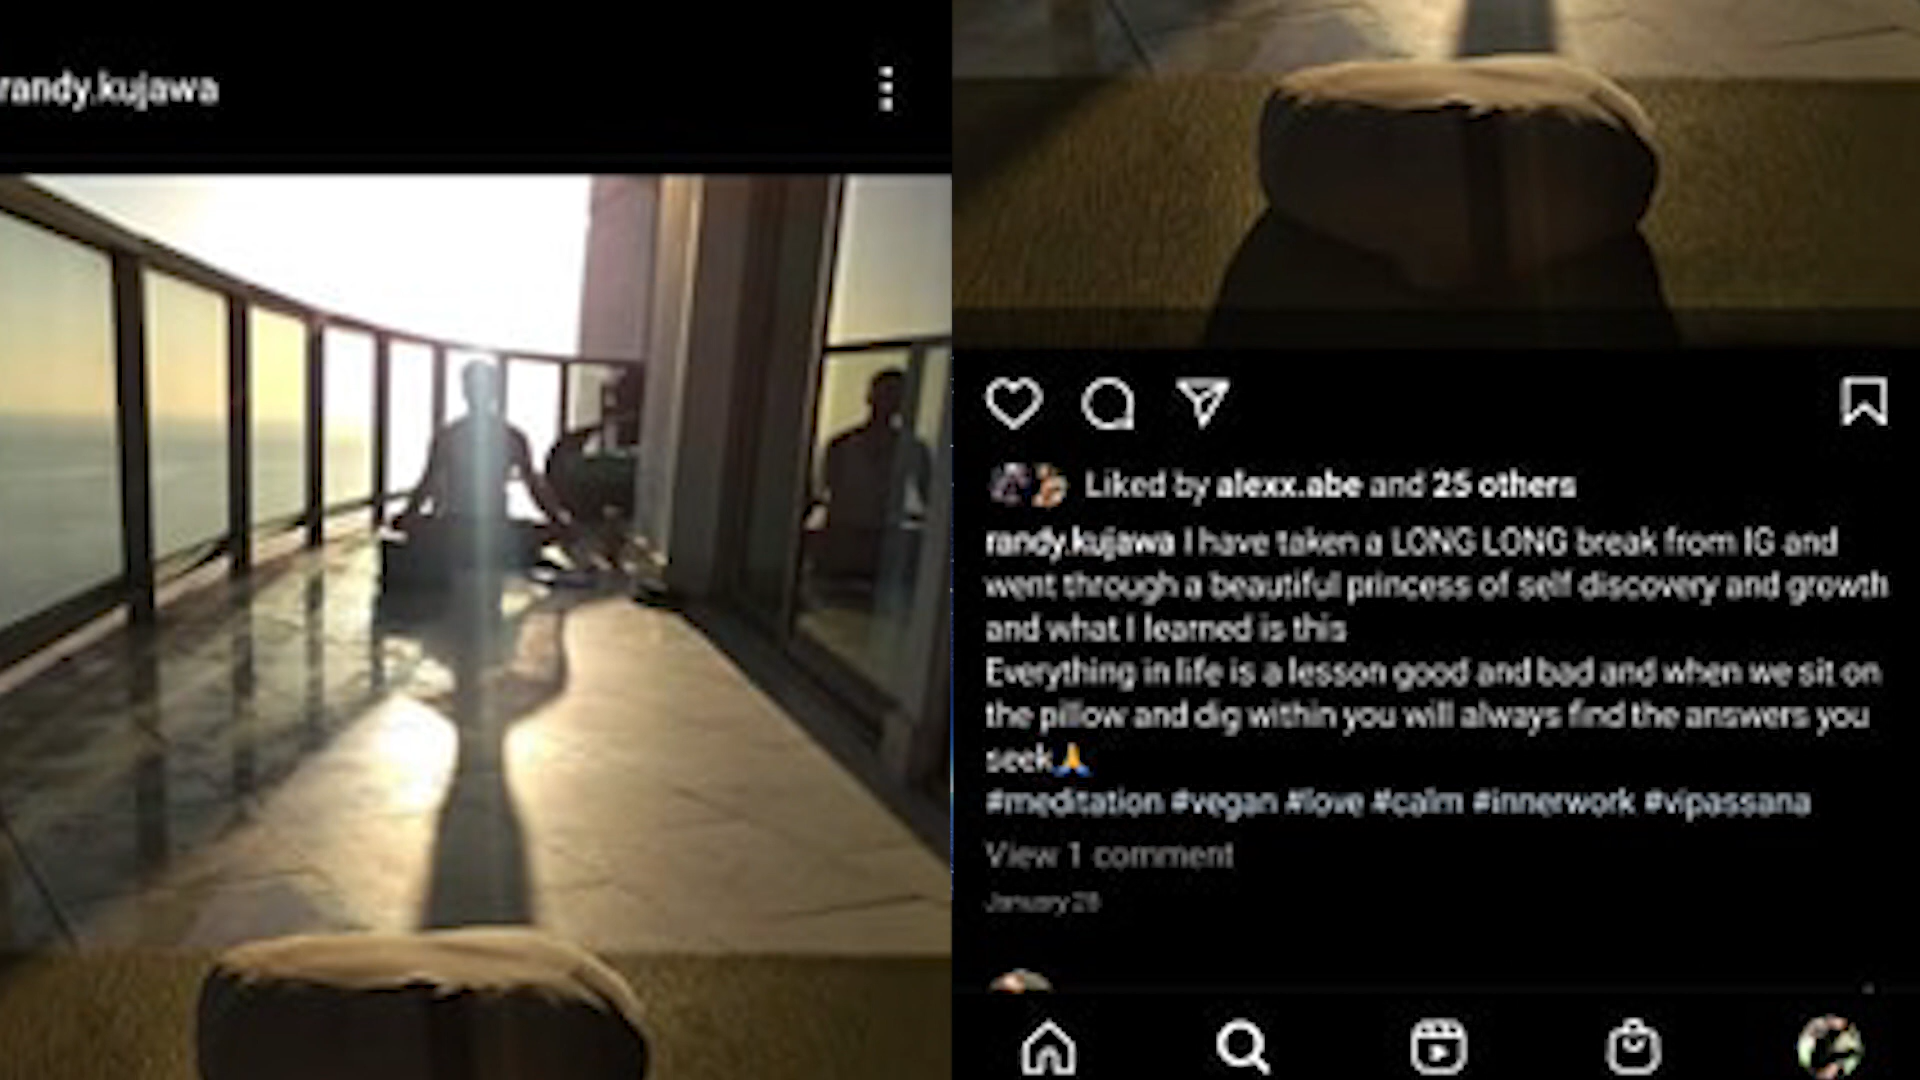 randy.kujawa
Liked by alexx.abe and 25 others
randy.kujawa I have taken a LONG LONG break from IG and
went through a beautiful princess of self discovery and growth
and what I learned is this
Everything in life is a lesson good and bad and when we sit on
the pillow and dig within you will always find the answers you
seek🙏
#meditation #vegan #love #calm #innerwork #vipassana
View 1 comment
January 28